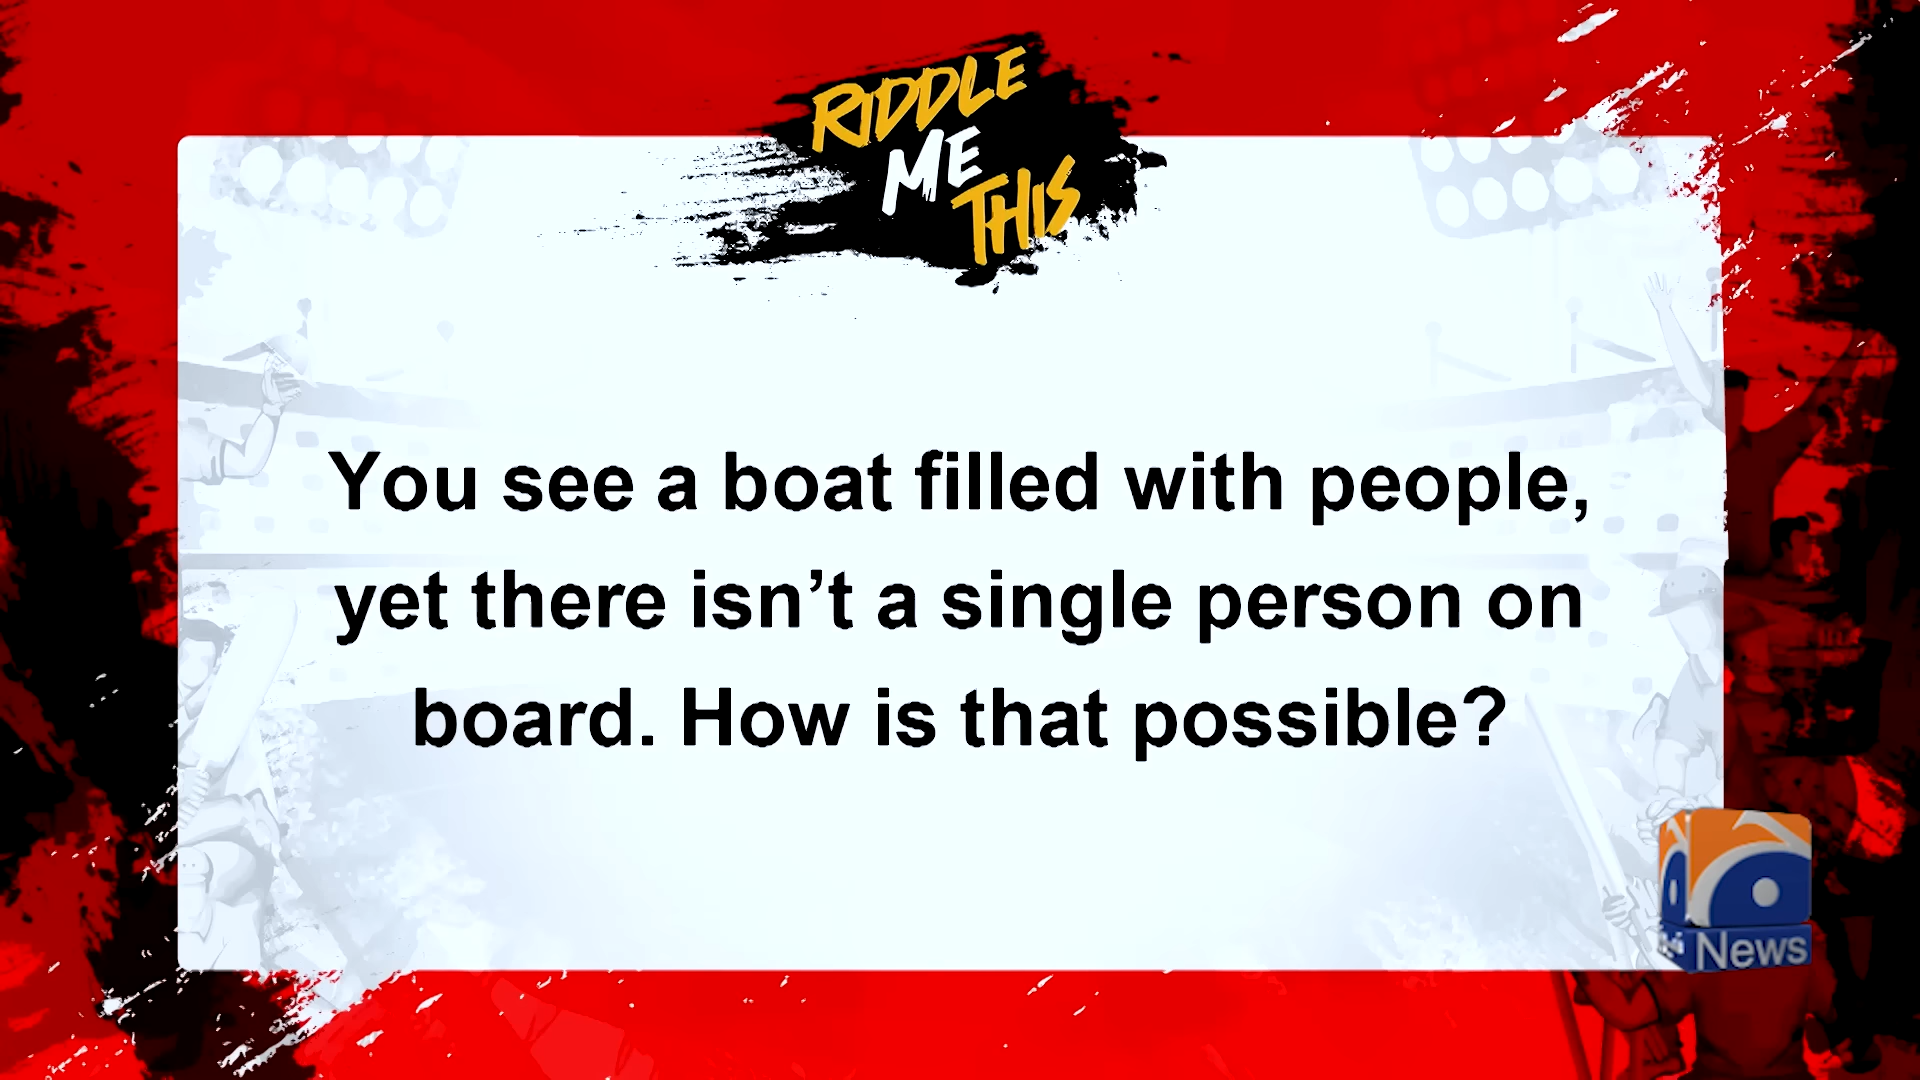 RIDDLE
ME
THIS
You see a boat filled with people,
yet there isn’t a single person on
board. How is that possible?
News